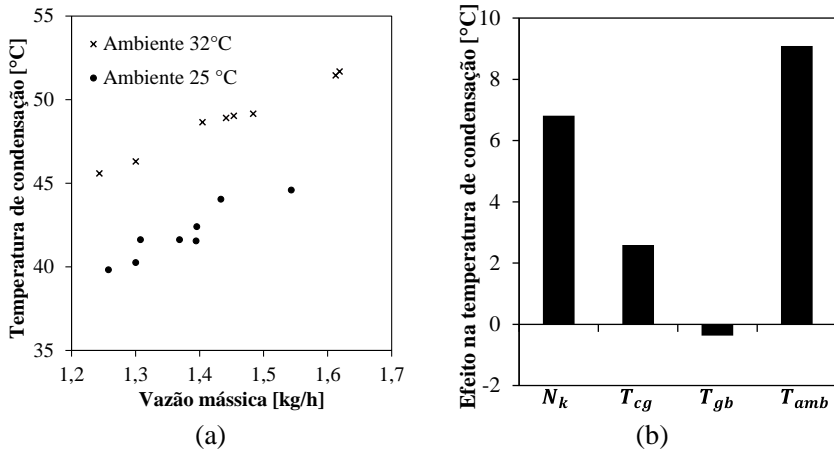 Temperatura de condensação [°C]
55
50
45
40
35
× Ambiente 32°C
● Ambiente 25 °C
1,2 1,3 1,4 1,5 1,6 1,7
Vazão mássica [kg/h]
(a)
Efeito na temperatura de condensação [°C]
10
8
6
4
2
0
-2
N_k T_cg T_gb T_amb
(b)